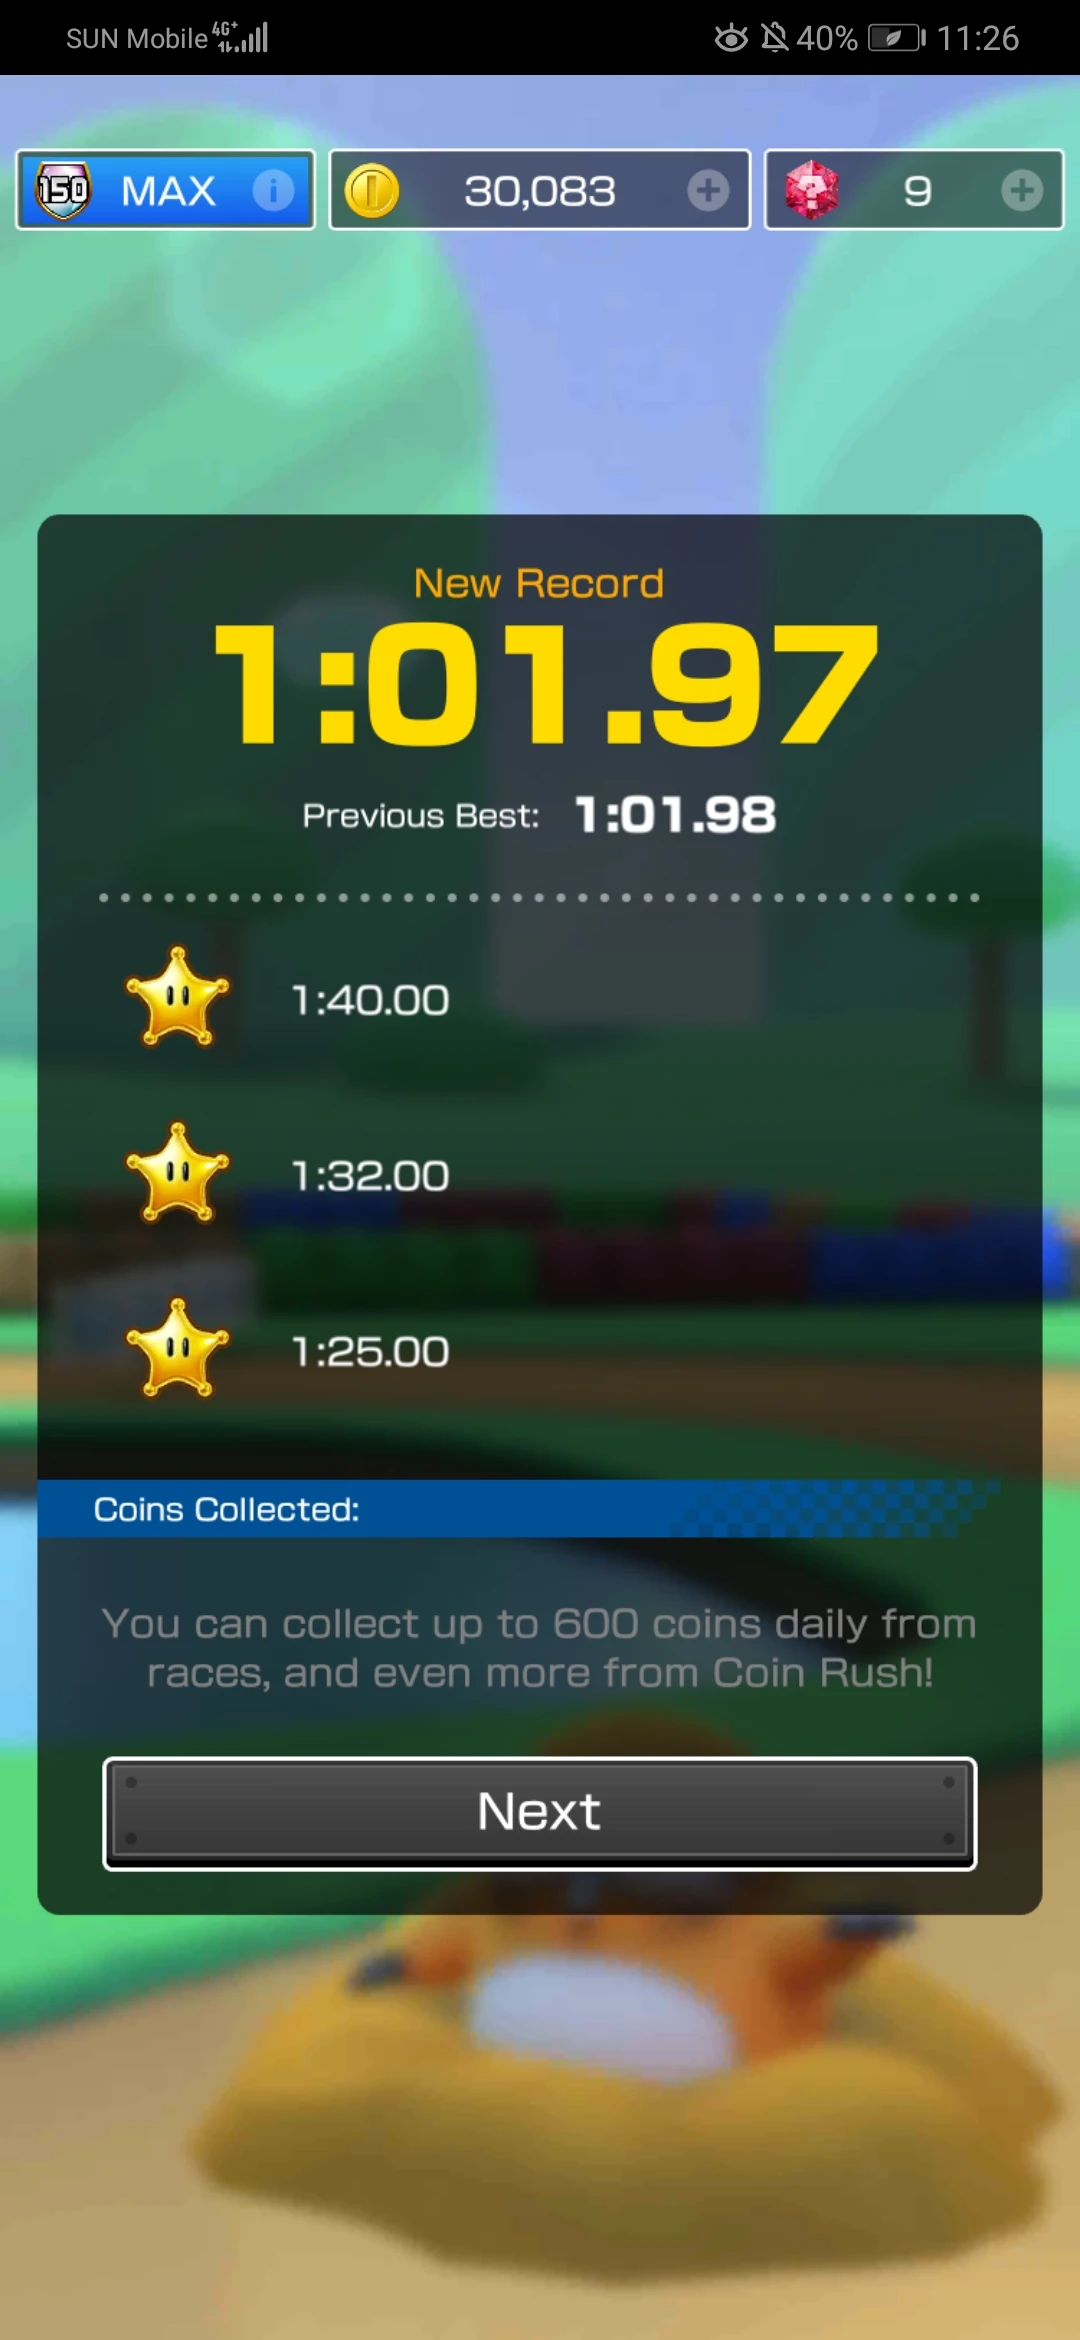 SUN Mobile 4G+ 40% 11:26
150 MAX i 30,083 + 9 +
New Record
1:01.97
Previous Best: 1:01.98
1:40.00
1:32.00
1:25.00
Coins Collected:
You can collect up to 600 coins daily from
races, and even more from Coin Rush!
Next